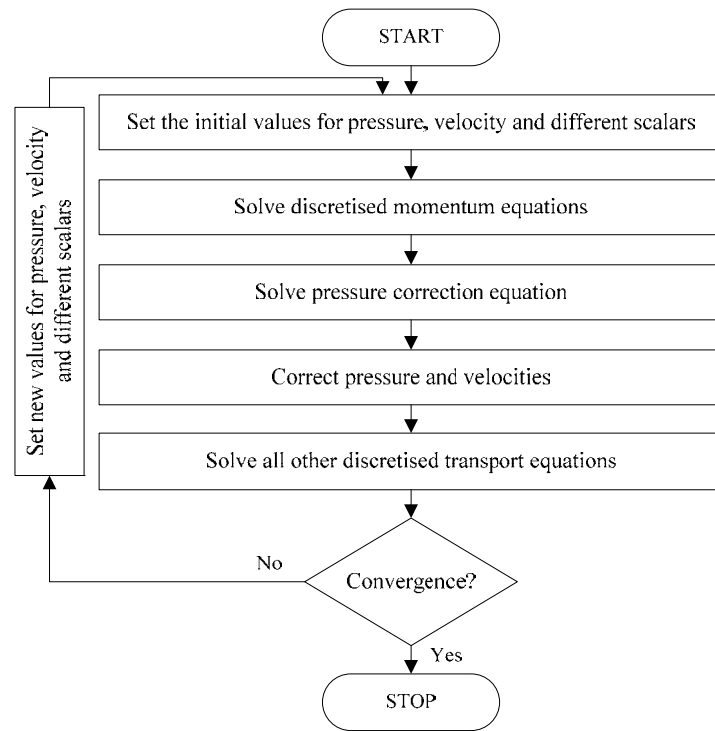 START
Set the initial values for pressure, velocity and different scalars
Solve discretised momentum equations
Solve pressure correction equation
Correct pressure and velocities
Solve all other discretised transport equations
Convergence?
No
Yes
STOP
Set new values for pressure, velocity
and different scalars